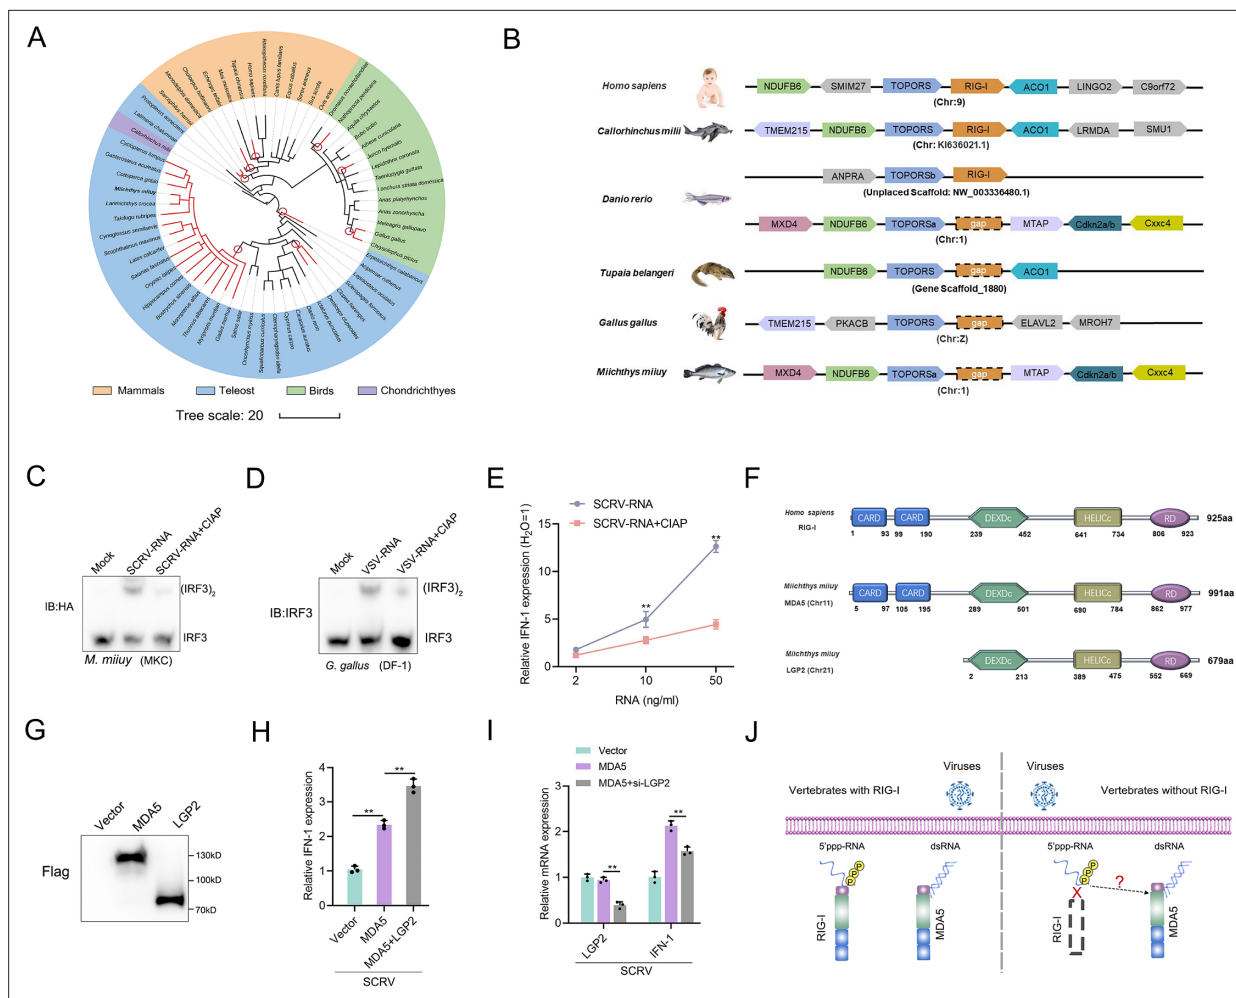 A
Mammals
Teleost
Birds
Chondrichthyes
Tree scale: 20
Miichthys miiuy
Gallus gallus
Homo sapiens
Danio rerio
B
Homo sapiens
NDUFB6 SMIM27 TOPORS RIG-I ACO1 LINGO2 C9orf72
(Chr:9)
Callorhinchus milii
TMEM215 NDUFB6 TOPORS RIG-I ACO1 LRMDA SMU1
(Chr: KI636021.1)
ANPRA TOPORSb RIG-I
(Unplaced Scaffold: NW_003336480.1)
Danio rerio
MXD4 NDUFB6 TOPORSa gap MTAP Cdkn2a/b Cxxc4
(Chr:1)
Tupaia belangeri
NDUFB6 TOPORS gap ACO1
(Gene Scaffold_1880)
Gallus gallus
TMEM215 PKACB TOPORS gap ELAVL2 MROH7
(Chr:Z)
Miichthys miiuy
MXD4 NDUFB6 TOPORSa gap MTAP Cdkn2a/b Cxxc4
(Chr:1)
C
Mock
SCRV-RNA
SCRV-RNA+CIAP
IB:HA
(IRF3)₂
IRF3
M. miiuy (MKC)
D
Mock
VSV-RNA
VSV-RNA+CIAP
IB:IRF3
(IRF3)₂
IRF3
G. gallus (DF-1)
E
SCRV-RNA
SCRV-RNA+CIAP
Relative IFN-1 expression (H₂O=1)
15
12
9
6
3
0
**
**
2 10 50
RNA (ng/ml)
F
Homo sapiens
RIG-I
CARD CARD DEXDc HELICc RD
925aa
1 93 99 190 239 452 641 734 806 923
Miichthys miiuy
MDA5 (Chr11)
CARD CARD DEXDc HELICc RD
991aa
5 97 105 195 289 501 690 784 862 977
Miichthys miiuy
LGP2 (Chr21)
DEXDc HELICc RD
679aa
2 213 389 475 552 669
G
Vector
MDA5
LGP2
Flag
130kD
100kD
70kD
H
Relative IFN-1 expression
4
3
2
1
0
**
**
Vector
MDA5
MDA5+LGP2
SCRV
I
Vector
MDA5
MDA5+si-LGP2
Relative mRNA expression
3
2
1
0
**
**
LGP2
IFN-1
SCRV
J
Viruses
Viruses
Vertebrates with RIG-I
Vertebrates without RIG-I
5'ppp-RNA
dsRNA
5'ppp-RNA
dsRNA
P
P
P
P
P
P
X
?
RIG-I
MDA5
RIG-I
MDA5